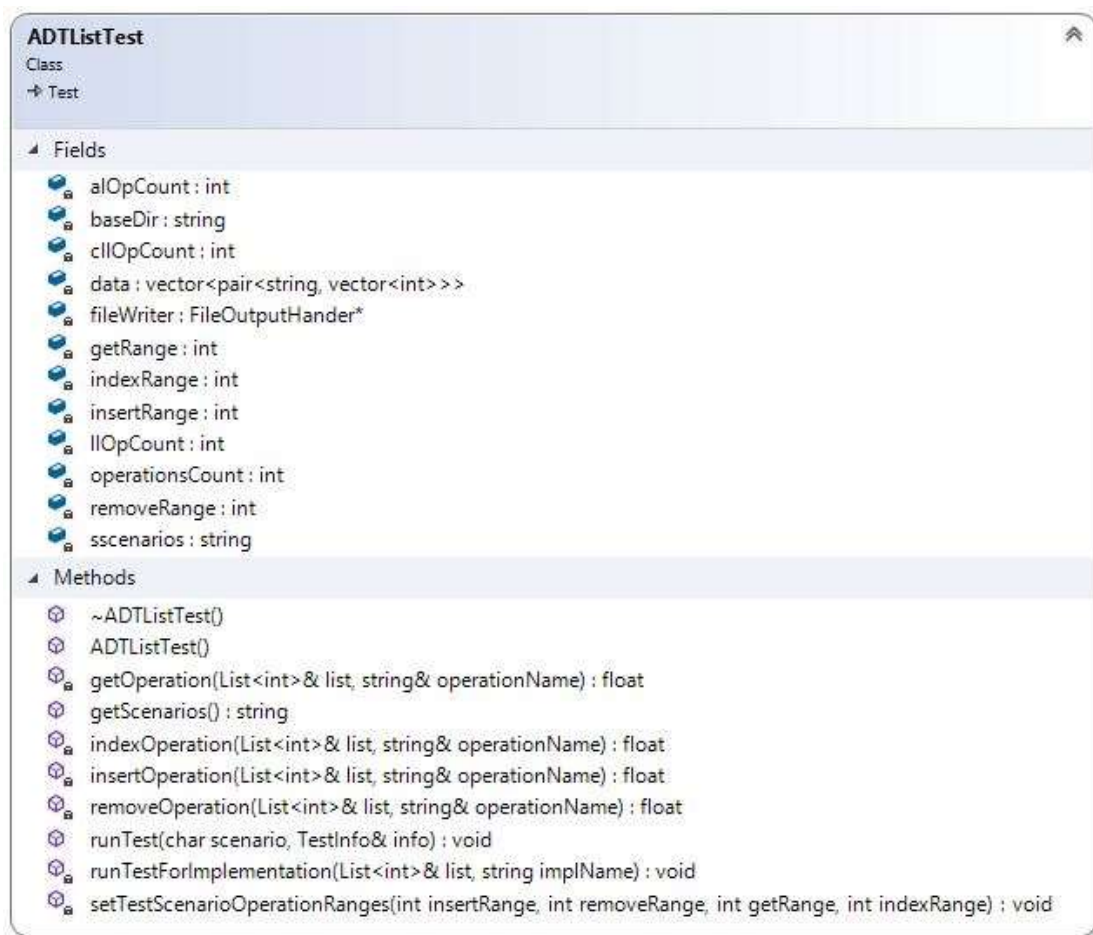 ADTListTest
Class
Test
Fields
alOpCount : int
baseDir : string
cllOpCount : int
data : vector<pair<string, vector<int>>>
fileWriter : FileOutputHander*
getRange : int
indexRange : int
insertRange : int
llOpCount : int
operationsCount : int
removeRange : int
sscenarios : string
Methods
~ADTListTest()
ADTListTest()
getOperation(List<int>& list, string& operationName) : float
getScenarios() : string
indexOperation(List<int>& list, string& operationName) : float
insertOperation(List<int>& list, string& operationName) : float
removeOperation(List<int>& list, string& operationName) : float
runTest(char scenario, TestInfo& info) : void
runTestForImplementation(List<int>& list, string implName) : void
setTestScenarioOperationRanges(int insertRange, int removeRange, int getRange, int indexRange) : void